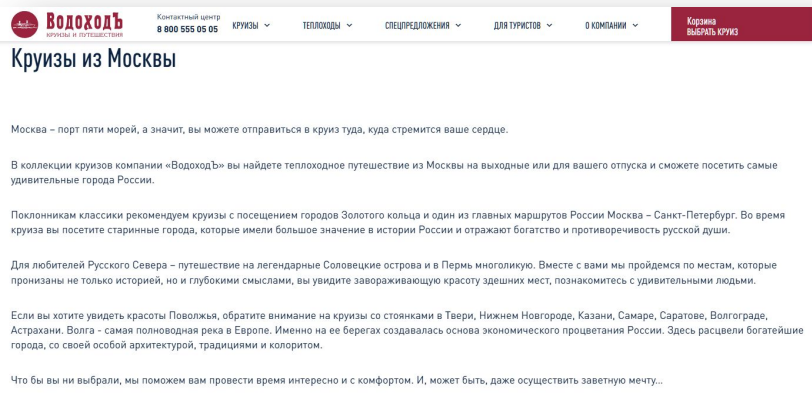 ВодоходЪ
КРУИЗЫ И ПУТЕШЕСТВИЯ
Контактный центр
8 800 555 05 05
КРУИЗЫ
ТЕПЛОХОДЫ
СПЕЦПРЕДЛОЖЕНИЯ
ДЛЯ ТУРИСТОВ
О КОМПАНИИ
Корзина
ВЫБРАТЬ КРУИЗ
Круизы из Москвы
Москва – порт пяти морей, а значит, вы можете отправиться в круиз туда, куда стремится ваше сердце.
В коллекции круизов компании «ВодоходЪ» вы найдете теплоходное путешествие из Москвы на выходные или для вашего отпуска и сможете посетить самые
удивительные города России.
Поклонникам классики рекомендуем круизы с посещением городов Золотого кольца и один из главных маршрутов России Москва – Санкт-Петербург. Во время
круиза вы посетите старинные города, которые имели большое значение в истории России и отражают богатство и противоречивость русской души.
Для любителей Русского Севера – путешествие на легендарные Соловецкие острова и в Пермь многоликую. Вместе с вами мы пройдемся по местам, которые
пронизаны не только историей, но и глубокими смыслами, вы увидите завораживающую красоту здешних мест, познакомитесь с удивительными людьми.
Если вы хотите увидеть красоты Поволжья, обратите внимание на круизы со стоянками в Твери, Нижнем Новгороде, Казани, Самаре, Саратове, Волгограде,
Астрахани. Волга - самая полноводная река в Европе. Именно на ее берегах создавалась основа экономического процветания России. Здесь расцвели богатейшие
города, со своей особой архитектурой, традициями и колоритом.
Что бы вы ни выбрали, мы поможем вам провести время интересно и с комфортом. И, может быть, даже осуществить заветную мечту...